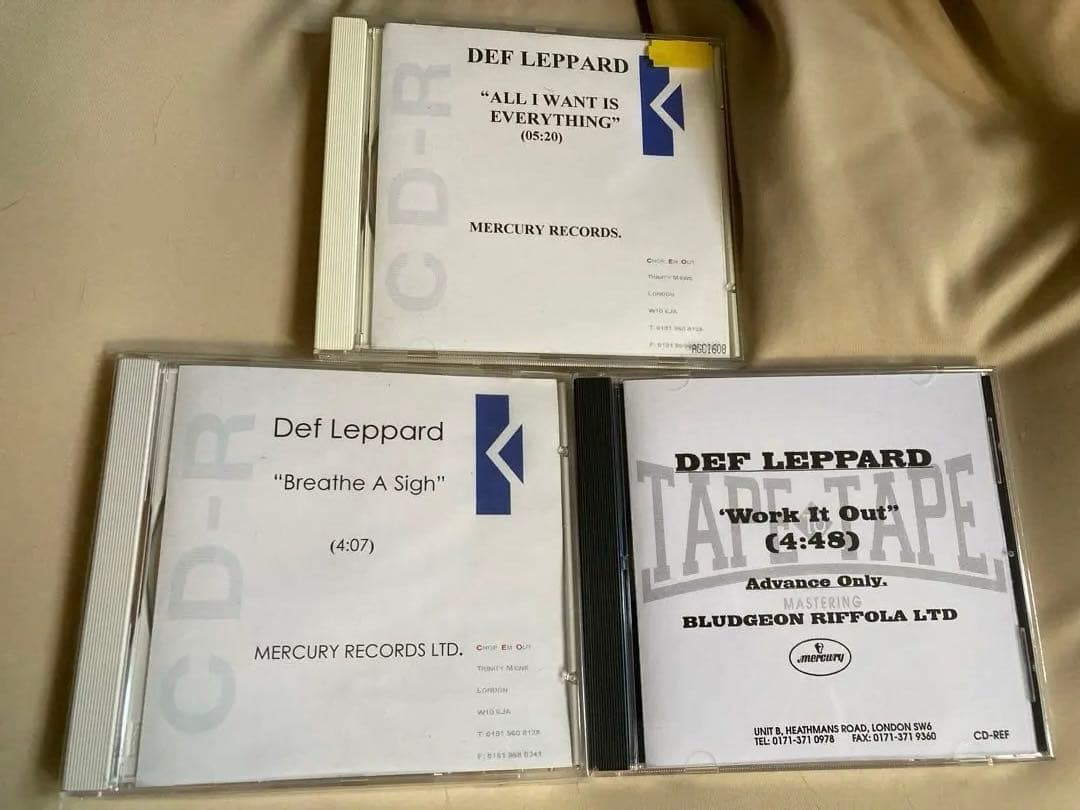 CD-R
DEF LEPPARD
“ALL I WANT IS
EVERYTHING”
(05:20)
MERCURY RECORDS.
CHOP EM OUT
TRINITY MEWS
LONDON
W10 6JA
T: 0181 960 8128
AGCI608
CD-R
Def Leppard
“Breathe A Sigh”
(4:07)
MERCURY RECORDS LTD.
CHOP EM OUT
TRINITY MEWS
LONDON
W10 6JA
T: 0181 960 8128
DEF LEPPARD
TAPE TO TAPE
‘Work It Out”
(4:48)
Advance Only.
MASTERING
BLUDGEON RIFFOLA LTD
mercury
UNIT B, HEATHMANS ROAD, LONDON SW6
TEL: 0171-371 0978 FAX: 0171-371 9360
CD-REF